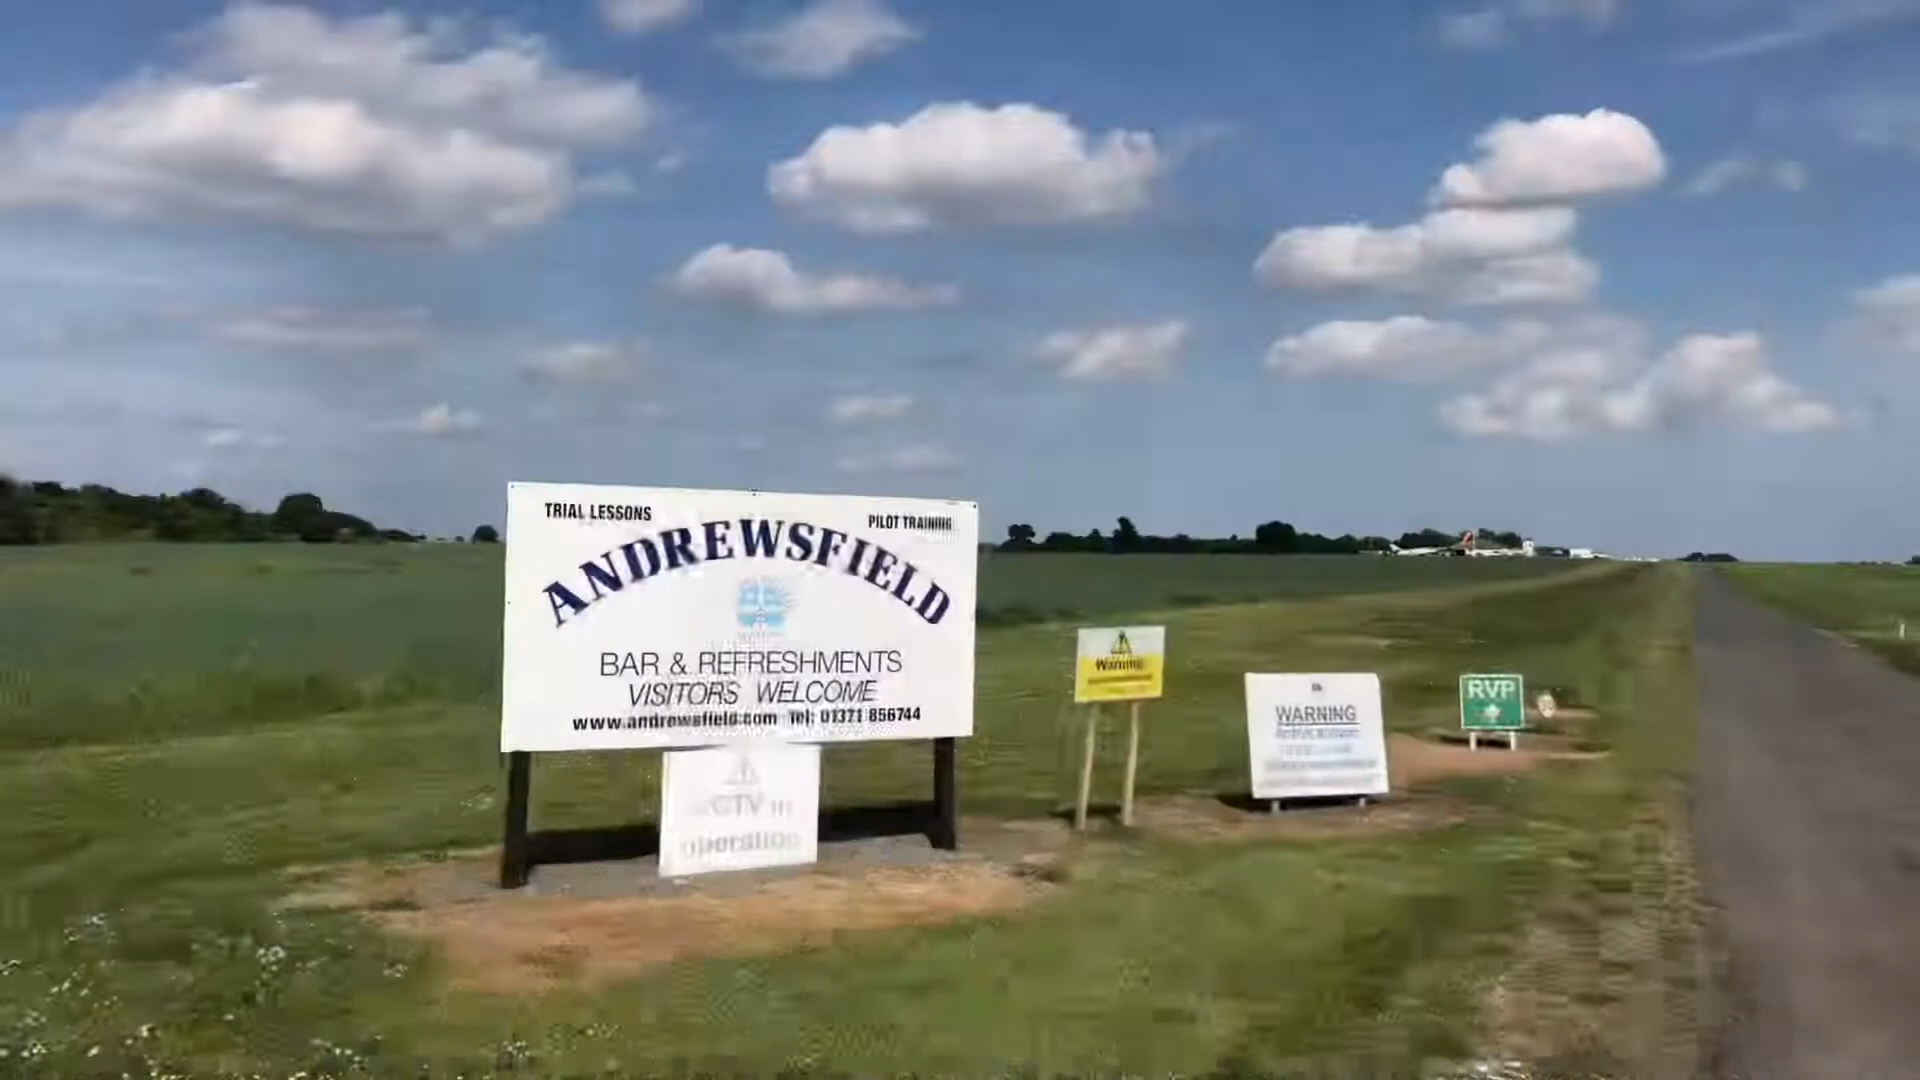 TRIAL LESSONS
PILOT TRAINING
ANDREWSFIELD
BAR & REFRESHMENTS
VISITORS WELCOME
www.andrewsfield.com Tel: 01371 856744
CCTV in
operation
Warning
WARNING
RVP